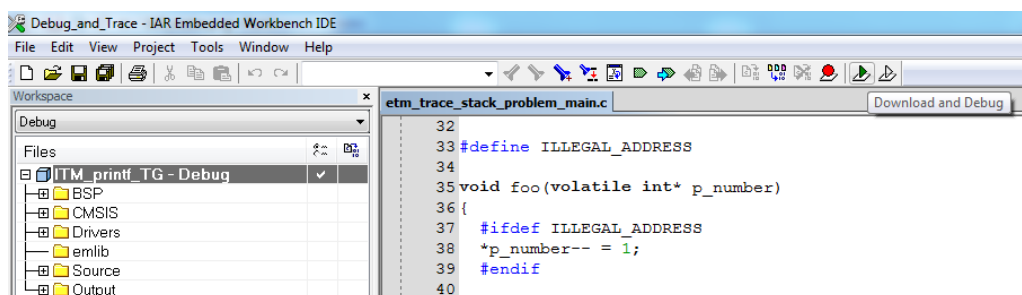 Debug_and_Trace - IAR Embedded Workbench IDE
File Edit View Project Tools Window Help
Workspace
Debug
Files
ITM_printf_TG - Debug
BSP
CMSIS
Drivers
emlib
Source
Output
etm_trace_stack_problem_main.c
Download and Debug
32
33 #define ILLEGAL_ADDRESS
34
35 void foo(volatile int* p_number)
36 {
37 #ifdef ILLEGAL_ADDRESS
38 *p_number-- = 1;
39 #endif
40